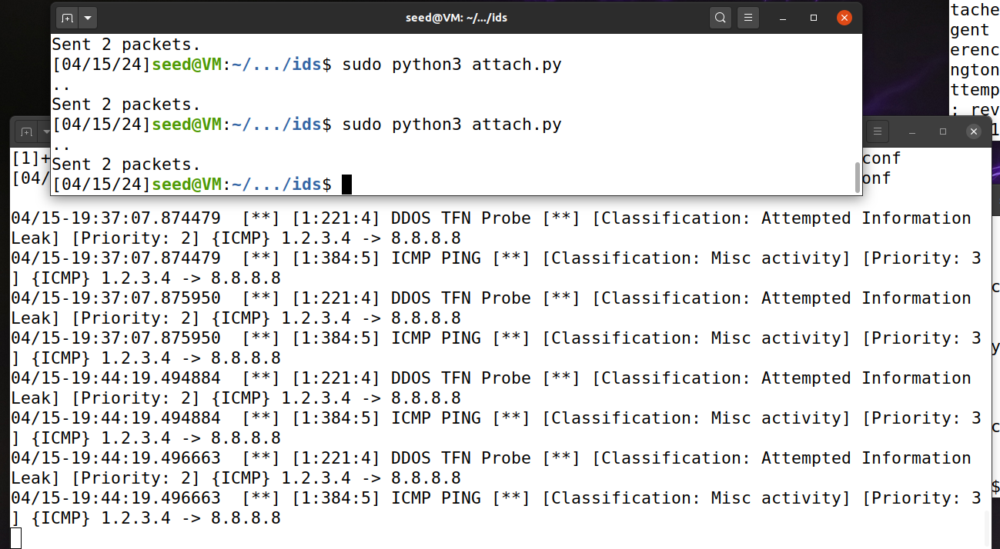 seed@VM: ~/.../ids
Sent 2 packets.
[04/15/24]seed@VM:~/.../ids$ sudo python3 attach.py
..
Sent 2 packets.
[04/15/24]seed@VM:~/.../ids$ sudo python3 attach.py
..
Sent 2 packets.
[04/15/24]seed@VM:~/.../ids$
tache
gent
erenc
ngton
ttemp
; rev
1
[1]+ conf
[04/ onf
04/15-19:37:07.874479  [**] [1:221:4] DDOS TFN Probe [**] [Classification: Attempted Information
Leak] [Priority: 2] {ICMP} 1.2.3.4 -> 8.8.8.8
04/15-19:37:07.874479  [**] [1:384:5] ICMP PING [**] [Classification: Misc activity] [Priority: 3
] {ICMP} 1.2.3.4 -> 8.8.8.8
04/15-19:37:07.875950  [**] [1:221:4] DDOS TFN Probe [**] [Classification: Attempted Information
Leak] [Priority: 2] {ICMP} 1.2.3.4 -> 8.8.8.8
04/15-19:37:07.875950  [**] [1:384:5] ICMP PING [**] [Classification: Misc activity] [Priority: 3
] {ICMP} 1.2.3.4 -> 8.8.8.8
04/15-19:44:19.494884  [**] [1:221:4] DDOS TFN Probe [**] [Classification: Attempted Information
Leak] [Priority: 2] {ICMP} 1.2.3.4 -> 8.8.8.8
04/15-19:44:19.494884  [**] [1:384:5] ICMP PING [**] [Classification: Misc activity] [Priority: 3
] {ICMP} 1.2.3.4 -> 8.8.8.8
04/15-19:44:19.496663  [**] [1:221:4] DDOS TFN Probe [**] [Classification: Attempted Information
Leak] [Priority: 2] {ICMP} 1.2.3.4 -> 8.8.8.8
04/15-19:44:19.496663  [**] [1:384:5] ICMP PING [**] [Classification: Misc activity] [Priority: 3
] {ICMP} 1.2.3.4 -> 8.8.8.8
c
y
c
$